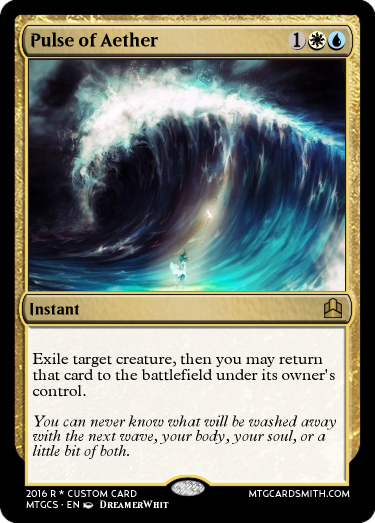 Pulse of Aether 1
Instant
Exile target creature, then you may return
that card to the battlefield under its owner's
control.
You can never know what will be washed away
with the next wave, your body, your soul, or a
little bit of both.
2016 R * CUSTOM CARD
MTGCARDSMITH.COM
MTGCS · EN DREAMERWHIT